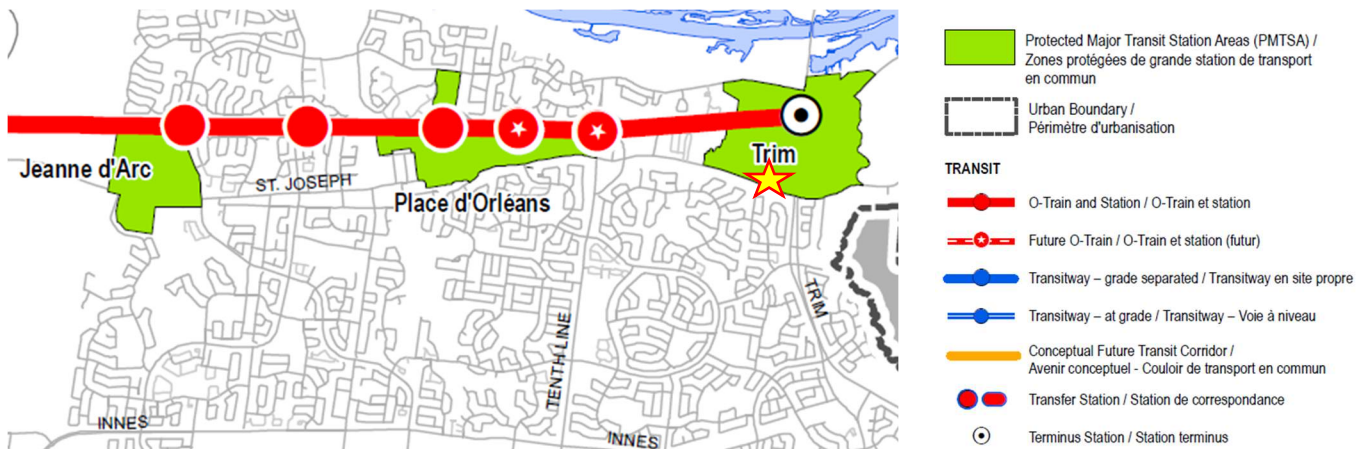 Jeanne d'Arc
ST. JOSEPH
Place d'Orléans
Trim
TRIM
TENTH LINE
INNES
INNES
Protected Major Transit Station Areas (PMTSA) /
Zones protégées de grande station de transport
en commun
Urban Boundary /
Périmètre d'urbanisation
TRANSIT
O-Train and Station / O-Train et station
Future O-Train / O-Train et station (futur)
Transitway – grade separated / Transitway en site propre
Transitway – at grade / Transitway – Voie à niveau
Conceptual Future Transit Corridor /
Avenir conceptuel - Couloir de transport en commun
Transfer Station / Station de correspondance
Terminus Station / Station terminus